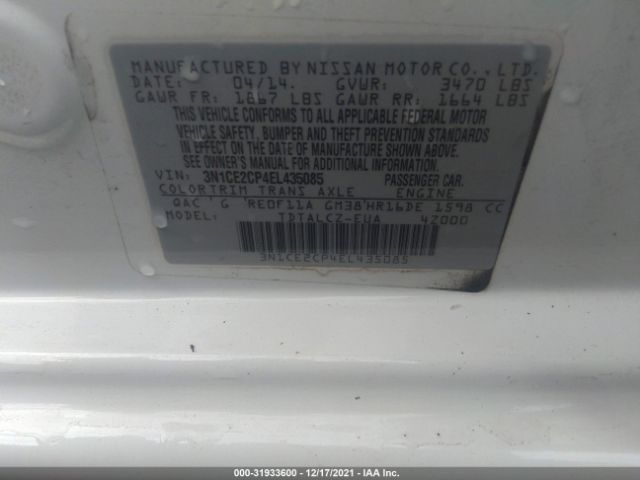 MANUFACTURED BY NISSAN MOTOR CO., LTD.
DATE: 04/14. GVWR: 3470 LBS
GAWR FR: 1867 LBS GAWR RR: 1664 LBS
THIS VEHICLE CONFORMS TO ALL APPLICABLE FEDERAL MOTOR
VEHICLE SAFETY, BUMPER AND THEFT PREVENTION STANDARDS
IN EFFECT ON THE DATE OF MANUFACTURE SHOWN ABOVE.
SEE OWNER'S MANUAL FOR ADDITIONAL INFORMATION.
VIN: 3N1CE2CP4EL435085 PASSENGER CAR.
COLOR TRIM TRANS AXLE ENGINE
QAC G RE0F11A GM38 HR16DE 1598 CC
MODEL: TDTALCZ-EUA 4Z000
3N1CE2CP4EL435085
000-31933600 - 12/17/2021 - IAA Inc.